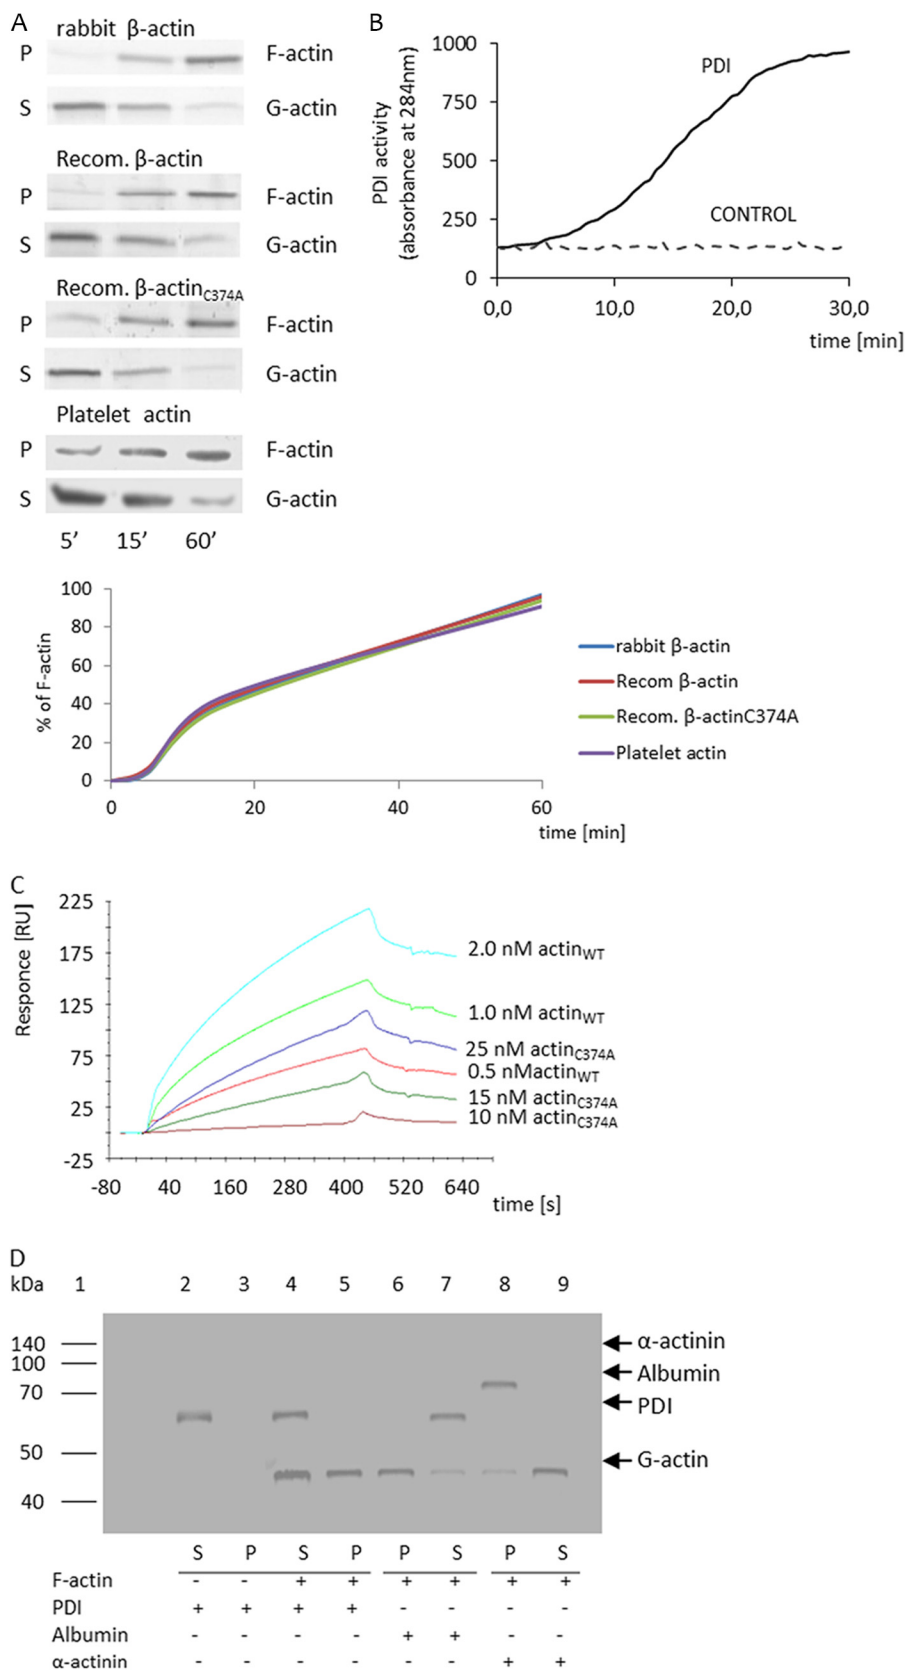 A
rabbit β-actin
P F-actin
S G-actin
Recom. β-actin
P F-actin
S G-actin
Recom. β-actinC374A
P F-actin
S G-actin
Platelet actin
P F-actin
S G-actin
5' 15' 60'
100
80
60
40
20
0
% of F-actin
0 20 40 60
time [min]
rabbit β-actin
Recom β-actin
Recom. β-actinC374A
Platelet actin
B
PDI activity
(absorbance at 284nm)
1000
750
500
250
0
PDI
CONTROL
0,0 10,0 20,0 30,0
time [min]
C
Responce [RU]
225
175
125
75
25
-25
-80 40 160 280 400 520 640
time [s]
2.0 nM actinWT
1.0 nM actinWT
25 nM actinC374A
0.5 nMactinWT
15 nM actinC374A
10 nM actinC374A
D
kDa 1 2 3 4 5 6 7 8 9
140
100
70
50
40
α-actinin
Albumin
PDI
G-actin
S P S P P S P S
F-actin - - + + + + + +
PDI + + + + - - - -
Albumin - - - - + + - -
α-actinin - - - - - - + +